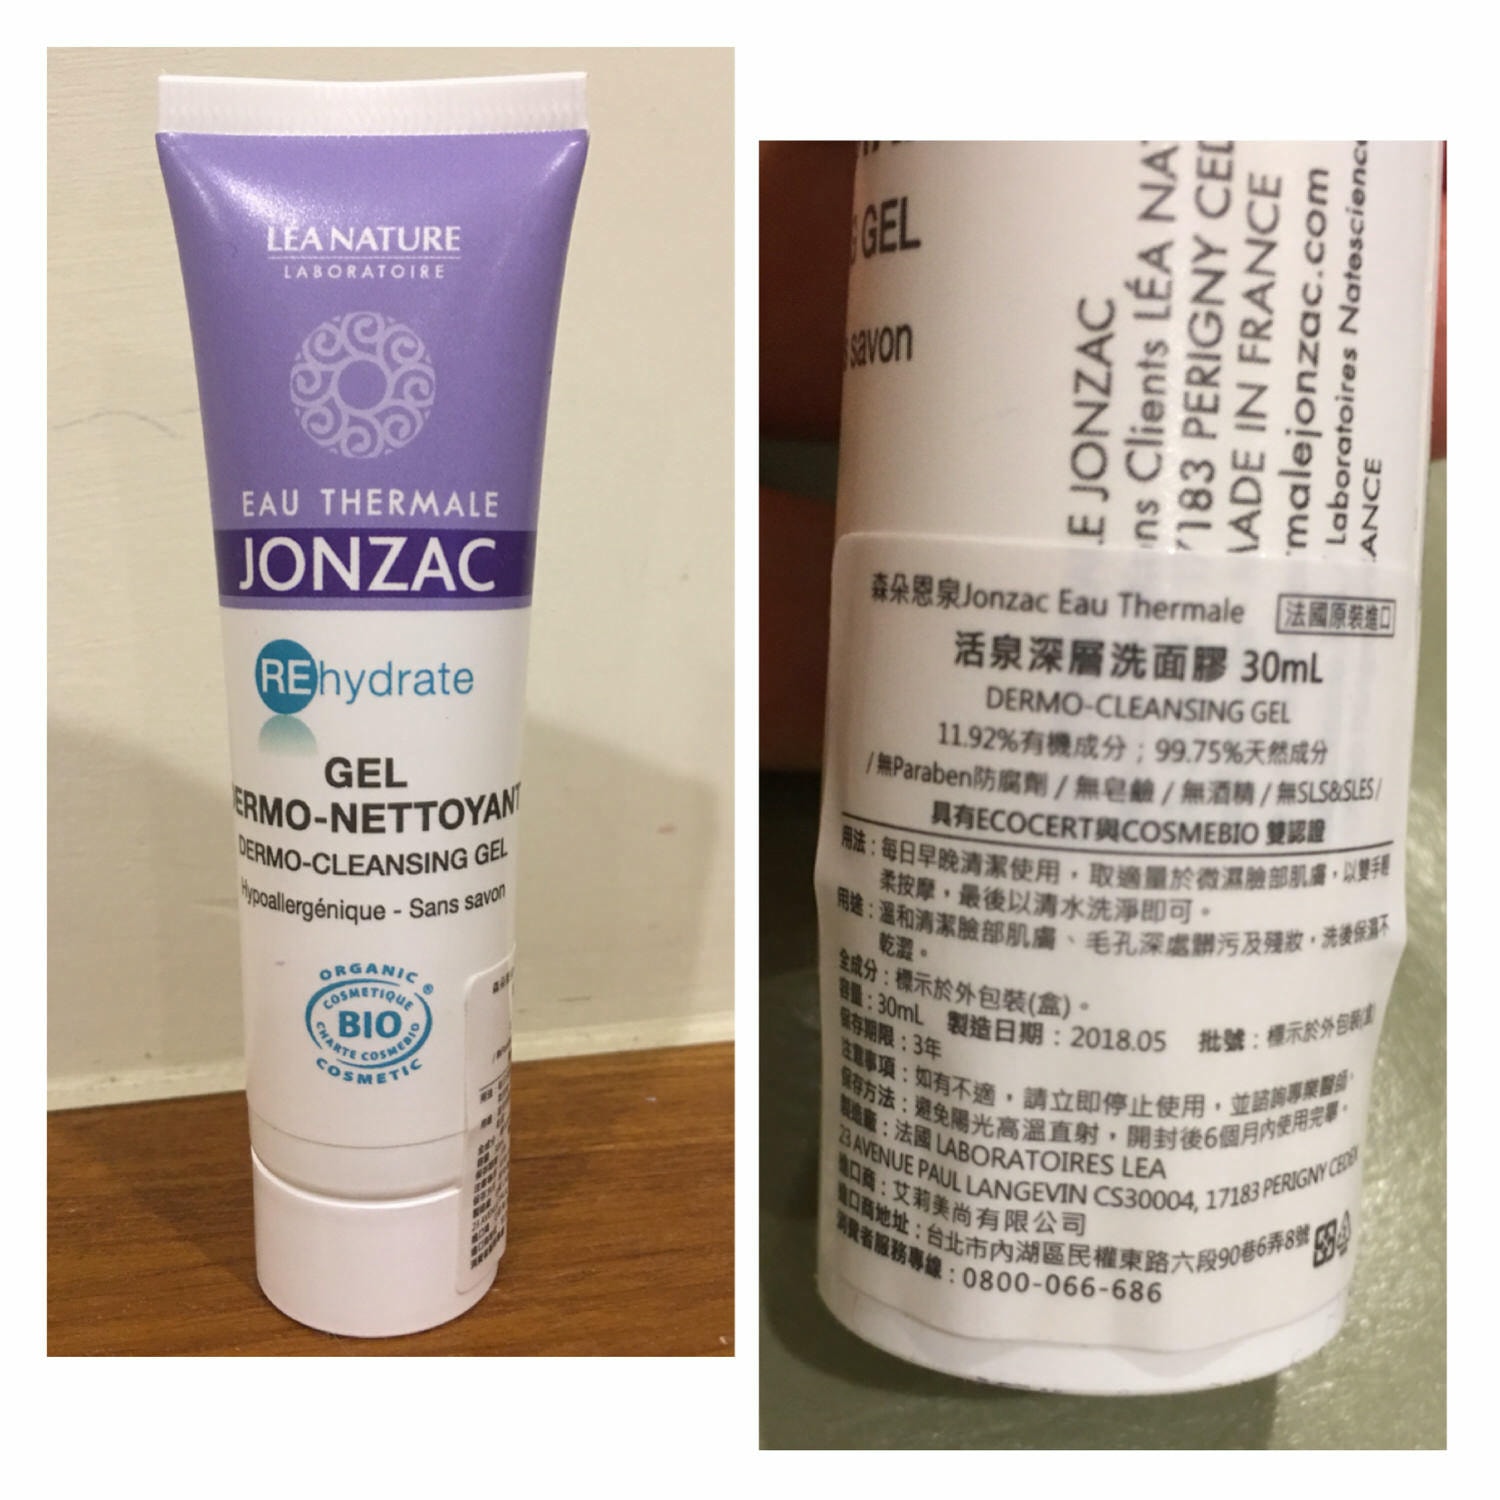 LÉA NATURE
LABORATOIRE
EAU THERMALE
JONZAC
REhydrate
GEL
ERMO-NETTOYANT
DERMO-CLEANSING GEL
Hypoallergénique - Sans savon
ORGANIC
COSMETIQUE
BIO
CHARTE COSMEBIO
COSMETIC
GEL
savon
LE JONZAC
ns Clients LÉA NA
7183 PERIGNY CED
MADE IN FRANCE
rmalejonzac.com
Laboratoires Natescience
ANCE
森朵恩泉Jonzac Eau Thermale 法國原裝進口
活泉深層洗面膠 30mL
DERMO-CLEANSING GEL
11.92%有機成分；99.75%天然成分
/ 無Paraben防腐劑 / 無皂鹼 / 無酒精 / 無SLS&SLES /
具有ECOCERT與COSMEBIO 雙認證
用法：每日早晚清潔使用，取適量於微濕臉部肌膚，以雙手輕
柔按摩，最後以清水洗淨即可。
用途：溫和清潔臉部肌膚、毛孔深處髒污及殘妝，洗後保濕不
乾澀。
全成分：標示於外包裝(盒)。
容量：30mL 製造日期：2018.05 批號：標示於外包裝(盒)
保存期限：3年
注意事項：如有不適，請立即停止使用，並諮詢專業醫師。
保存方法：避免陽光高溫直射，開封後6個月內使用完畢。
製造廠：法國 LABORATOIRES LEA
23 AVENUE PAUL LANGEVIN CS30004, 17183 PERIGNY CEDEX
進口商：艾莉美尚有限公司
進口商地址：台北市內湖區民權東路六段90巷6弄8號
消費者服務專線：0800-066-686